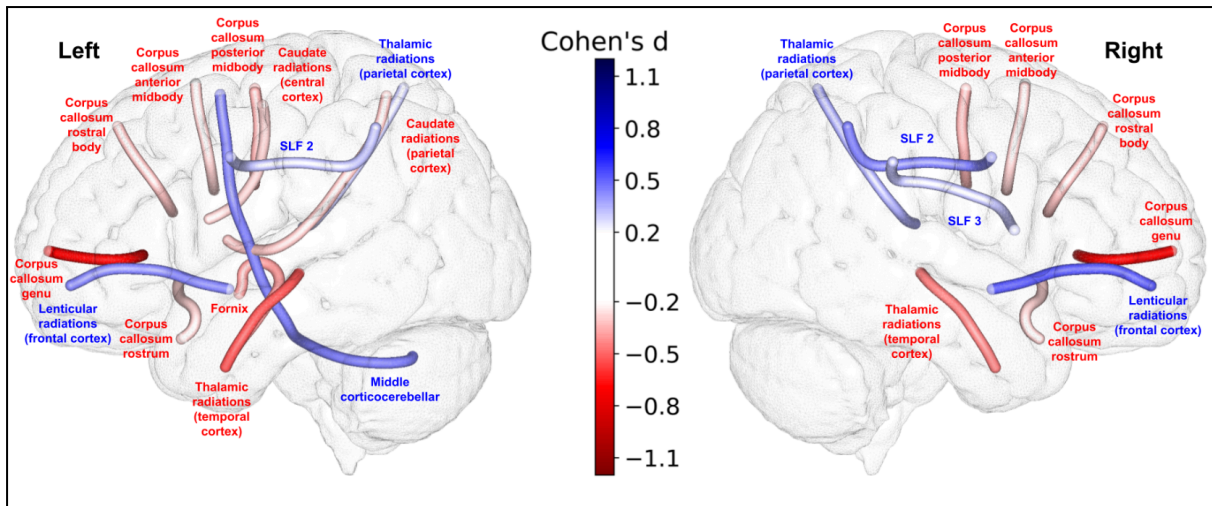 Left
Corpus
callosum
rostral
body
Corpus
callosum
anterior
midbody
Corpus
callosum
posterior
midbody
Caudate
radiations
(central
cortex)
Thalamic
radiations
(parietal cortex)
SLF 2
Caudate
radiations
(parietal
cortex)
Corpus
callosum
genu
Lenticular
radiations
(frontal cortex)
Corpus
callosum
rostrum
Fornix
Thalamic
radiations
(temporal
cortex)
Middle
corticocerebellar
Cohen's d
1.1
0.8
0.5
0.2
−0.2
−0.5
−0.8
−1.1
Right
Thalamic
radiations
(parietal cortex)
Corpus
callosum
posterior
midbody
Corpus
callosum
anterior
midbody
Corpus
callosum
rostral
body
SLF 2
SLF 3
Corpus
callosum
genu
Thalamic
radiations
(temporal
cortex)
Corpus
callosum
rostrum
Lenticular
radiations
(frontal cortex)